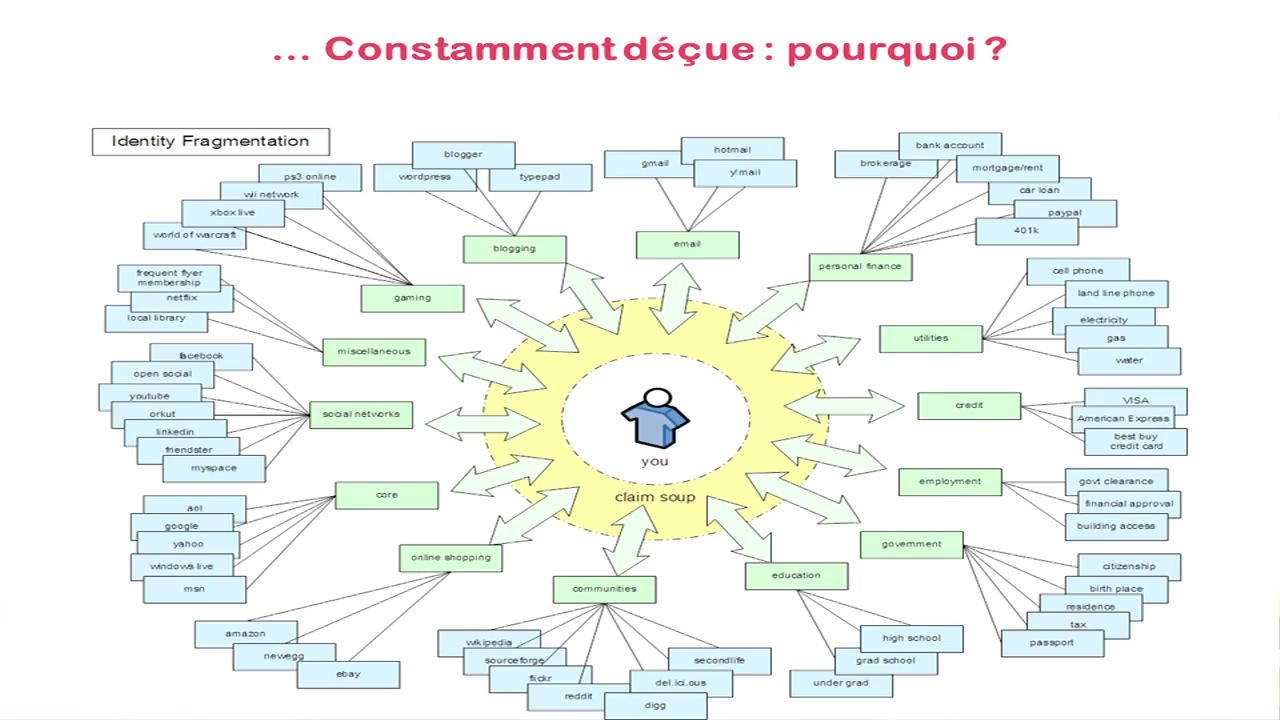 ... Constamment déçue : pourquoi ?
Identity Fragmentation
ps3 online
wii network
xbox live
world of warcraft
gaming
blogger
wordpress
typepad
blogging
hotmail
gmail
y!mail
email
bank account
brokerage
mortgage/rent
car loan
paypal
401k
personal finance
frequent flyer
membership
netflix
local library
miscellaneous
cell phone
land line phone
electricity
gas
water
utilities
facebook
open social
youtube
orkut
linkedin
friendster
myspace
social networks
VISA
American Express
best buy
credit card
credit
you
claim soup
aol
google
yahoo
windows live
msn
core
govt clearance
financial approval
building access
employment
online shopping
amazon
newegg
ebay
communities
wikipedia
sourceforge
flickr
reddit
digg
del.ici.ous
secondlife
education
high school
grad school
under grad
government
citizenship
birth place
residence
tax
passport